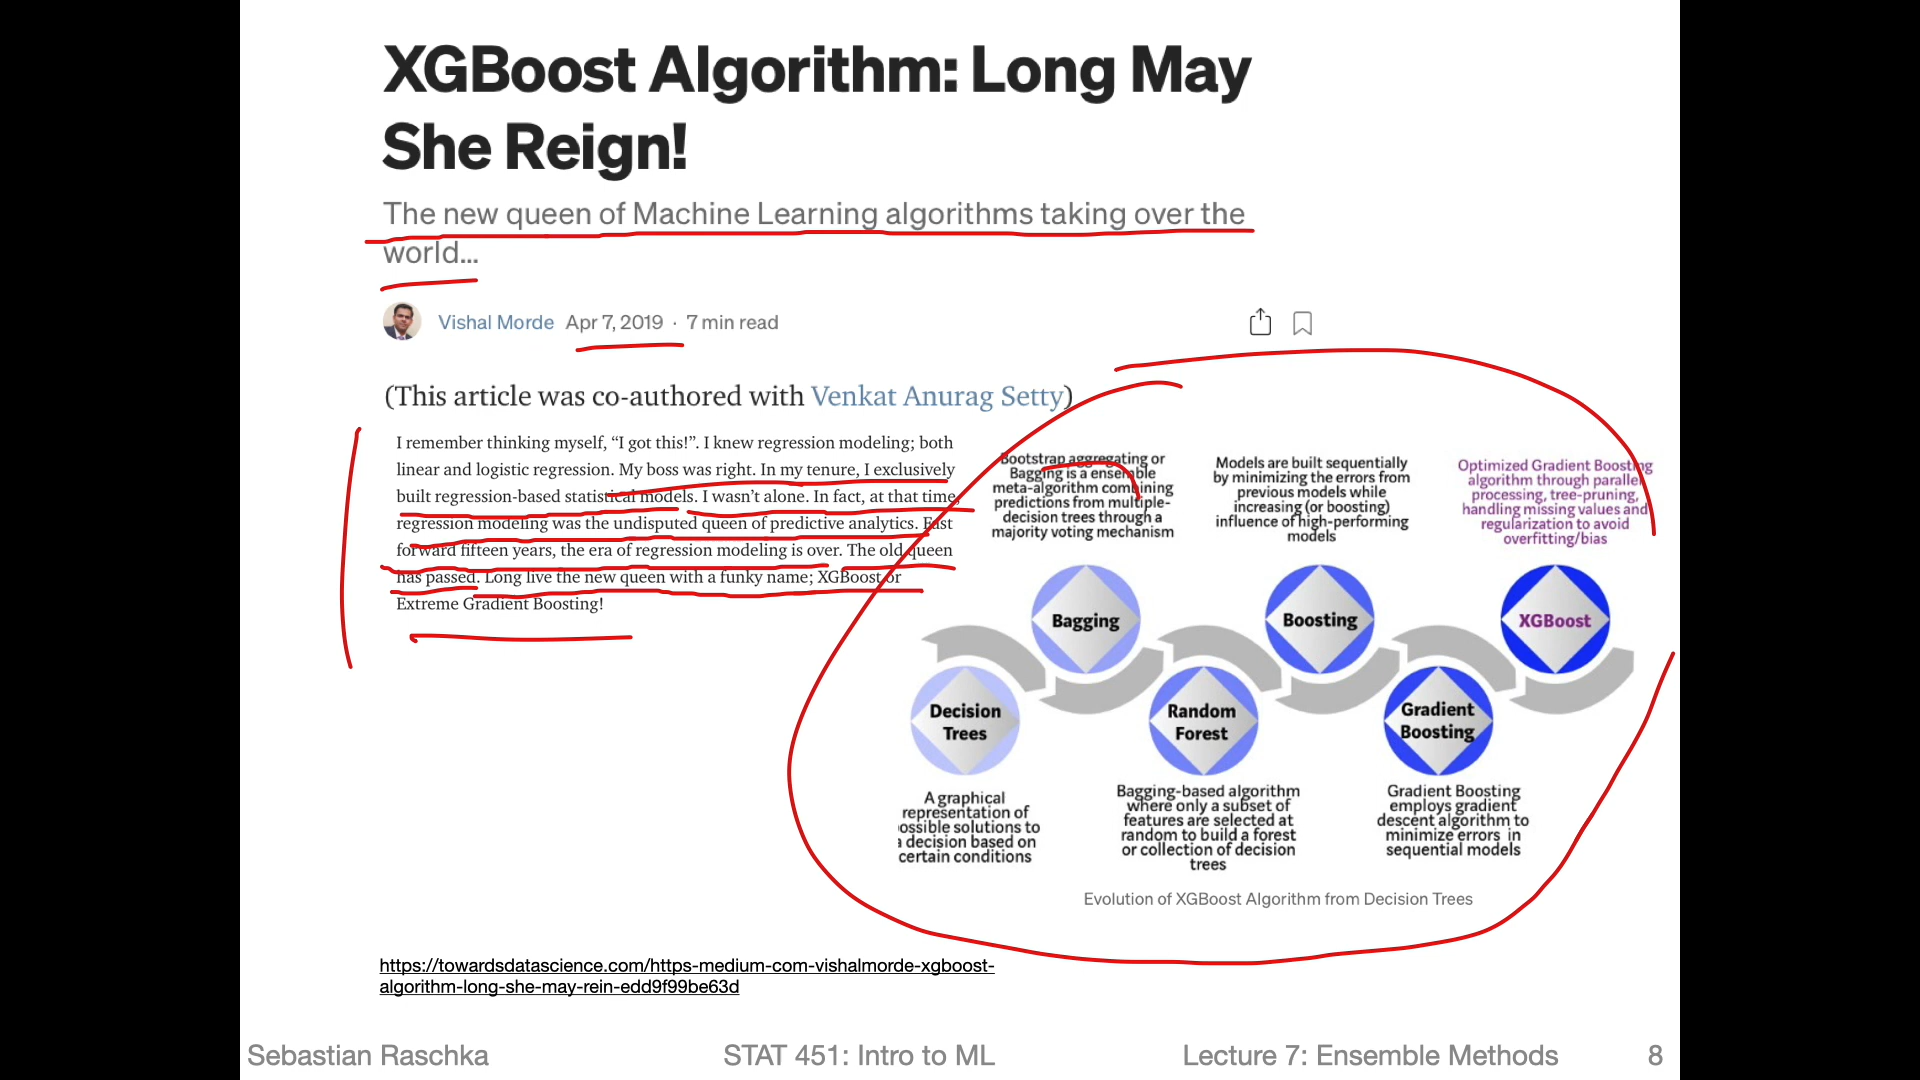 XGBoost Algorithm: Long May
She Reign!
The new queen of Machine Learning algorithms taking over the
world...
Vishal Morde Apr 7, 2019 · 7 min read
(This article was co-authored with Venkat Anurag Setty)
I remember thinking myself, “I got this!”. I knew regression modeling; both
linear and logistic regression. My boss was right. In my tenure, I exclusively
built regression-based statistical models. I wasn’t alone. In fact, at that time,
regression modeling was the undisputed queen of predictive analytics. Fast
forward fifteen years, the era of regression modeling is over. The old queen
has passed. Long live the new queen with a funky name; XGBoost or
Extreme Gradient Boosting!
Bootstrap aggregating or
Bagging is a ensemble
meta-algorithm combining
predictions from multiple-
decision trees through a
majority voting mechanism
Models are built sequentially
by minimizing the errors from
previous models while
increasing (or boosting)
influence of high-performing
models
Optimized Gradient Boosting
algorithm through parallel
processing, tree-pruning,
handling missing values and
regularization to avoid
overfitting/bias
Bagging
Boosting
XGBoost
Decision
Trees
Random
Forest
Gradient
Boosting
A graphical
representation of
ossible solutions to
a decision based on
certain conditions
Bagging-based algorithm
where only a subset of
features are selected at
random to build a forest
or collection of decision
trees
Gradient Boosting
employs gradient
descent algorithm to
minimize errors in
sequential models
Evolution of XGBoost Algorithm from Decision Trees
https://towardsdatascience.com/https-medium-com-vishalmorde-xgboost-
algorithm-long-she-may-rein-edd9f99be63d
Sebastian Raschka STAT 451: Intro to ML Lecture 7: Ensemble Methods 8